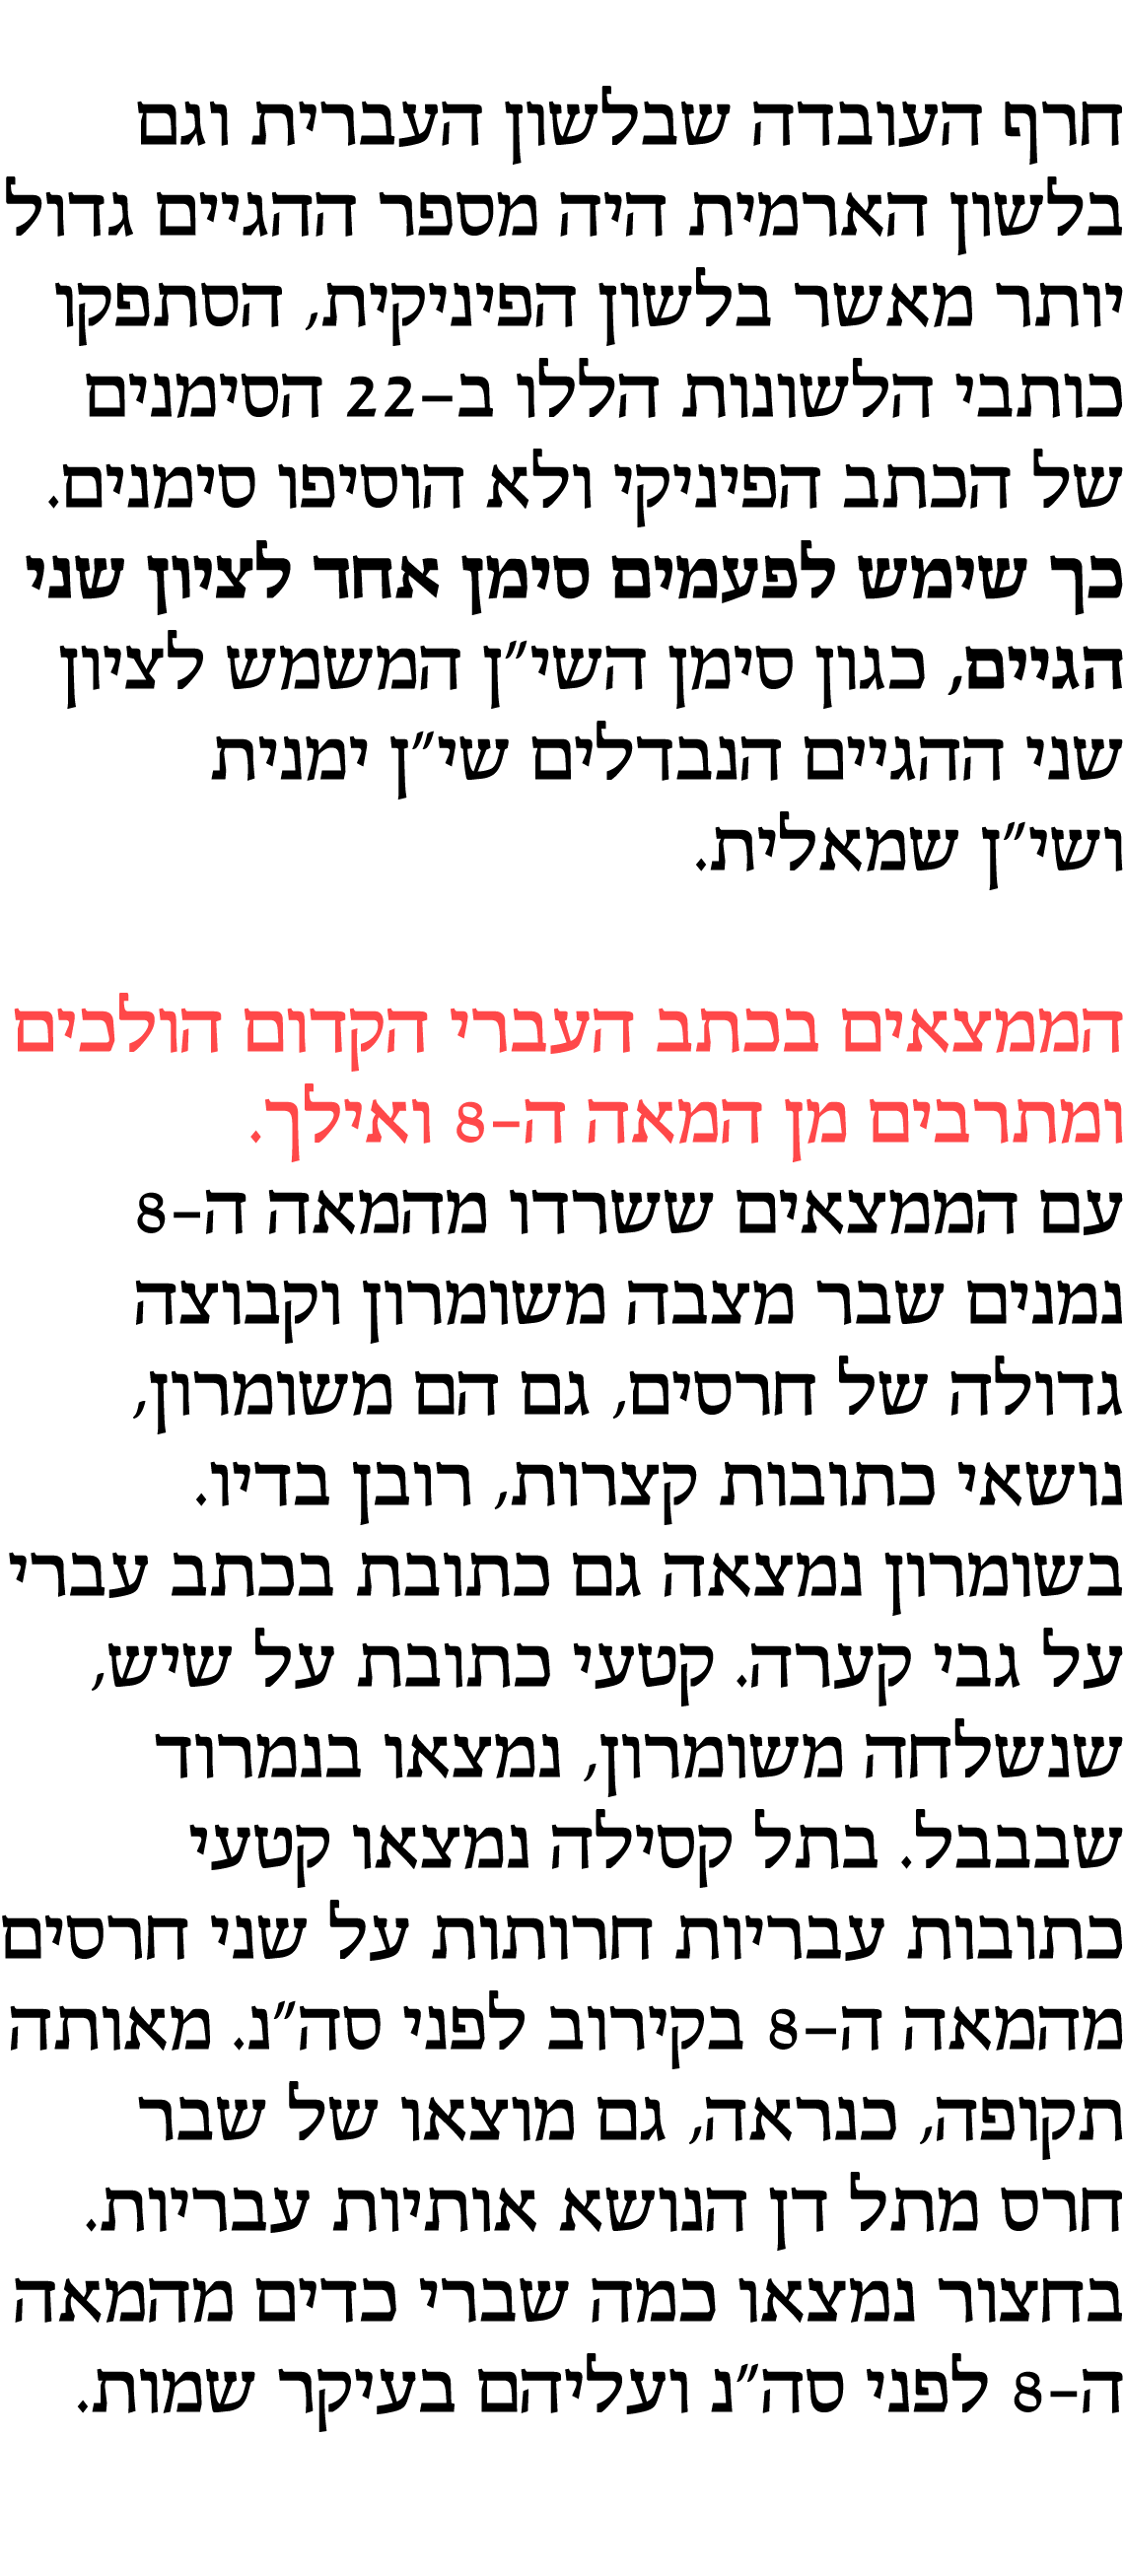 חרף העובדה שבלשון העברית וגם
בלשון הארמית היה מספר ההגיים גדול
יותר מאשר בלשון הפיניקית, הסתפקו
כותבי הלשונות הללו ב-22 הסימנים
של הכתב הפיניקי ולא הוסיפו סימנים.
כך שימש לפעמים סימן אחד לציון שני
הגיים, כגון סימן השי"ן המשמש לציון
שני ההגיים הנבדלים שי"ן ימנית
ושי"ן שמאלית.
הממצאים בכתב העברי הקדום הולכים
ומתרבים מן המאה ה-8 ואילך.
עם הממצאים ששרדו מהמאה ה-8
נמנים שבר מצבה משומרון וקבוצה
גדולה של חרסים, גם הם משומרון,
נושאי כתובות קצרות, רובן בדיו.
בשומרון נמצאה גם כתובת בכתב עברי
על גבי קערה. קטעי כתובת על שיש,
שנשלחה משומרון, נמצאו בנמרוד
שבבבל. בתל קסילה נמצאו קטעי
כתובות עבריות חרותות על שני חרסים
מהמאה ה-8 בקירוב לפני סה"נ. מאותה
תקופה, כנראה, גם מוצאו של שבר
חרס מתל דן הנושא אותיות עבריות.
בחצור נמצאו כמה שברי כדים מהמאה
ה-8 לפני סה"נ ועליהם בעיקר שמות.